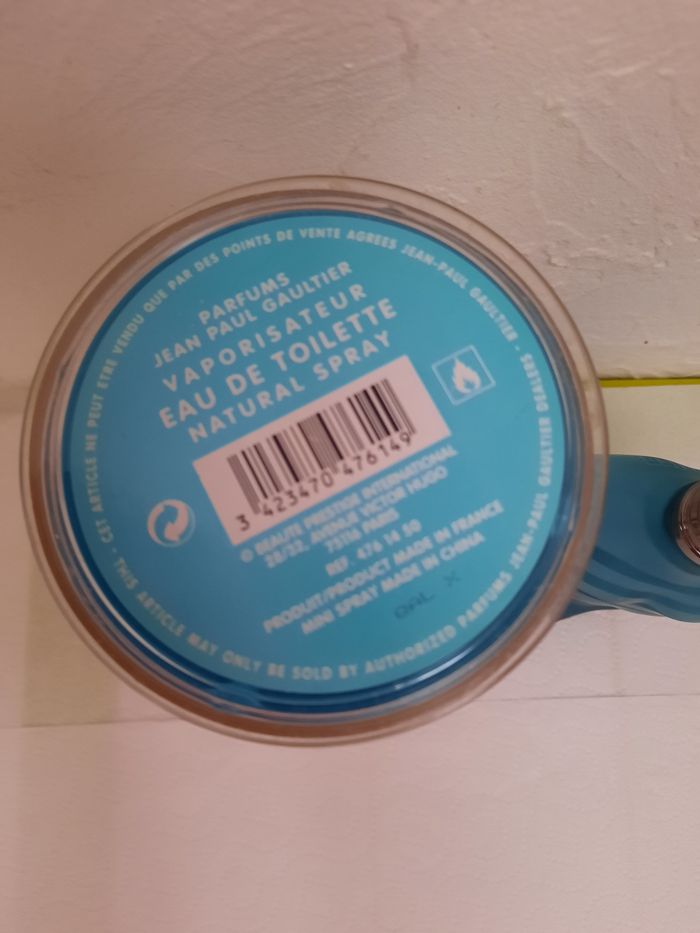 CET ARTICLE NE PEUT ETRE VENDU QUE PAR DES POINTS DE VENTE AGREES JEAN-PAUL GAULTIER -
PARFUMS
JEAN PAUL GAULTIER
VAPORISATEUR
EAU DE TOILETTE
NATURAL SPRAY
3 423470 476149
© BEAUTE PRESTIGE INTERNATIONAL
28/32, AVENUE VICTOR HUGO
75116 PARIS
REF. 476 14 50
PRODUIT/PRODUCT MADE IN FRANCE
MINI SPRAY MADE IN CHINA
THIS ARTICLE MAY ONLY BE SOLD BY AUTHORIZED PARFUMS JEAN-PAUL GAULTIER DEALERS -